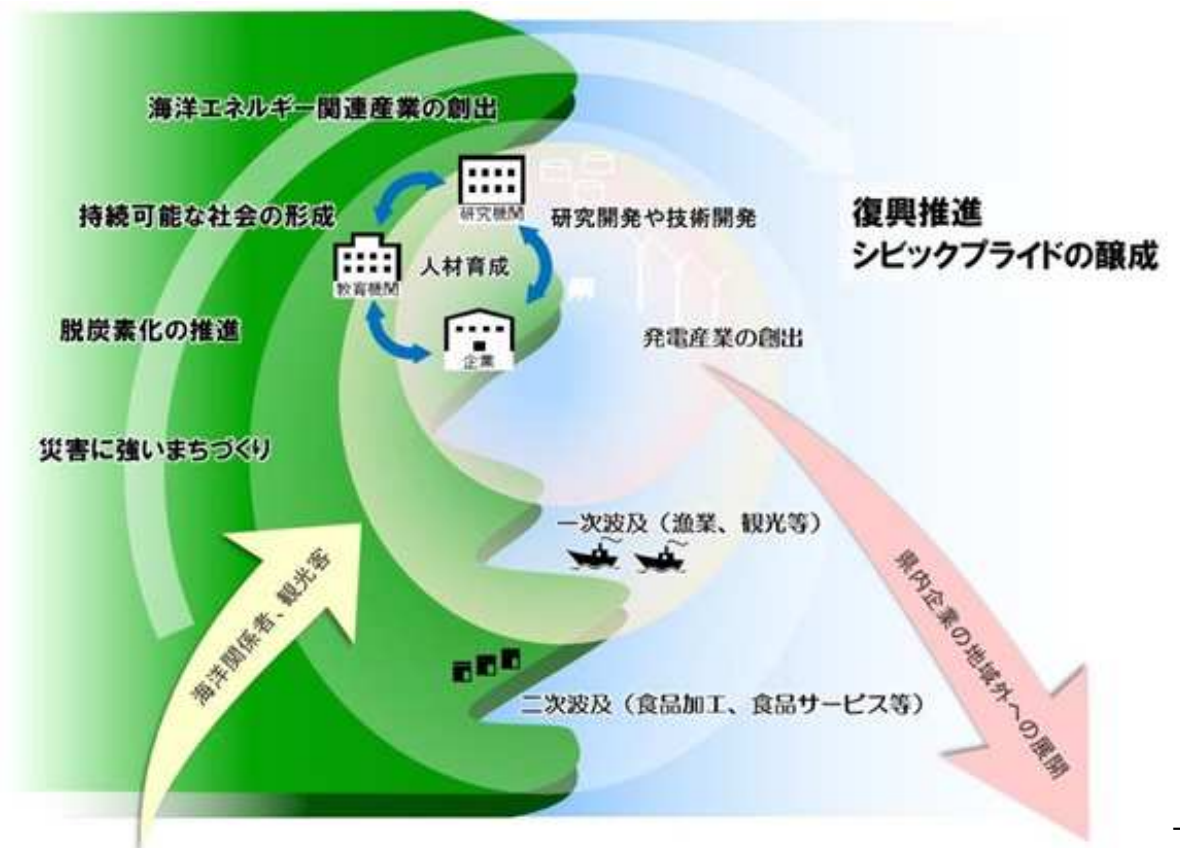 海洋エネルギー関連産業の創出
持続可能な社会の形成
研究機関
研究開発や技術開発
復興推進
シビックプライドの醸成
教育機関
人材育成
脱炭素化の推進
企業
発電産業の創出
災害に強いまちづくり
一次波及（漁業、観光等）
海洋関係者、観光客
県内企業の地域外への展開
二次波及（食品加工、食品サービス等）